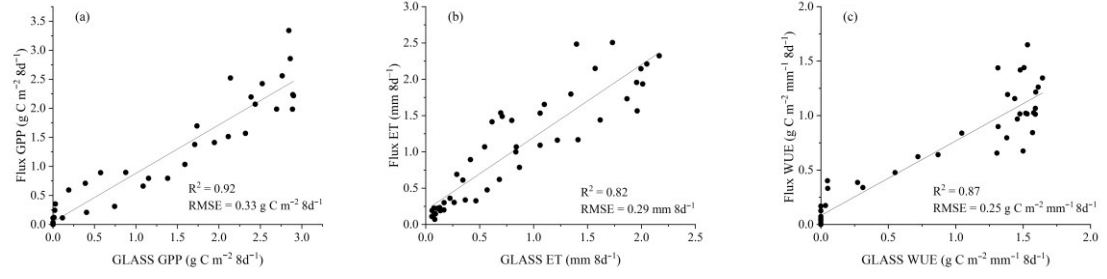 (a)
Flux GPP (g C m⁻² 8d⁻¹)
3.5
3.0
2.5
2.0
1.5
1.0
0.5
0.0
R² = 0.92
RMSE = 0.33 g C m⁻² 8d⁻¹
0.0 0.5 1.0 1.5 2.0 2.5 3.0
GLASS GPP (g C m⁻² 8d⁻¹)
(b)
Flux ET (mm 8d⁻¹)
3.0
2.5
2.0
1.5
1.0
0.5
0.0
R² = 0.82
RMSE = 0.29 mm 8d⁻¹
0.0 0.5 1.0 1.5 2.0 2.5
GLASS ET (mm 8d⁻¹)
(c)
Flux WUE (g C m⁻² mm⁻¹ 8d⁻¹)
2.0
1.5
1.0
0.5
0.0
R² = 0.87
RMSE = 0.25 g C m⁻² mm⁻¹ 8d⁻¹
0.0 0.5 1.0 1.5 2.0
GLASS WUE (g C m⁻² mm⁻¹ 8d⁻¹)